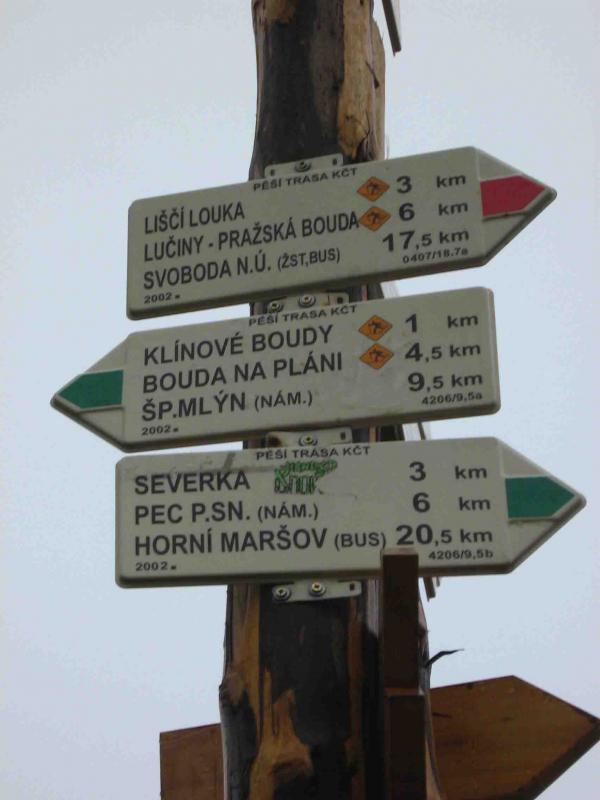 PĚŠÍ TRASA KČT
LIŠČÍ LOUKA 3 km
LUČINY - PRAŽSKÁ BOUDA 6 km
SVOBODA N.Ú. (ŽST,BUS) 17,5 km
2002 0407/18.7a
PĚŠÍ TRASA KČT
KLÍNOVÉ BOUDY 1 km
BOUDA NA PLÁNI 4,5 km
ŠP.MLÝN (NÁM.) 9,5 km
2002 4206/9,5a
PĚŠÍ TRASA KČT
SEVERKA 3 km
PEC P.SN. (NÁM.) 6 km
HORNÍ MARŠOV (BUS) 20,5 km
2002 4206/9,5b